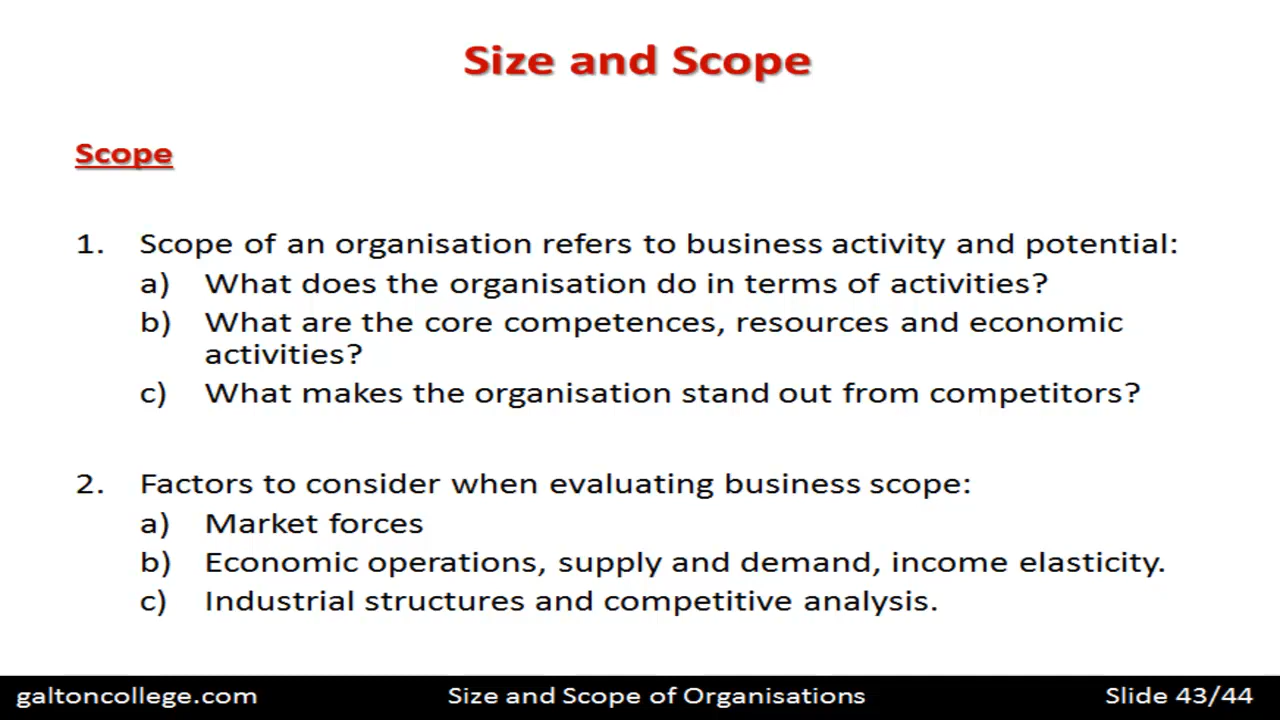 Size and Scope
Scope
1. Scope of an organisation refers to business activity and potential:
a) What does the organisation do in terms of activities?
b) What are the core competences, resources and economic
activities?
c) What makes the organisation stand out from competitors?
2. Factors to consider when evaluating business scope:
a) Market forces
b) Economic operations, supply and demand, income elasticity.
c) Industrial structures and competitive analysis.
galtoncollege.com Size and Scope of Organisations Slide 43/44